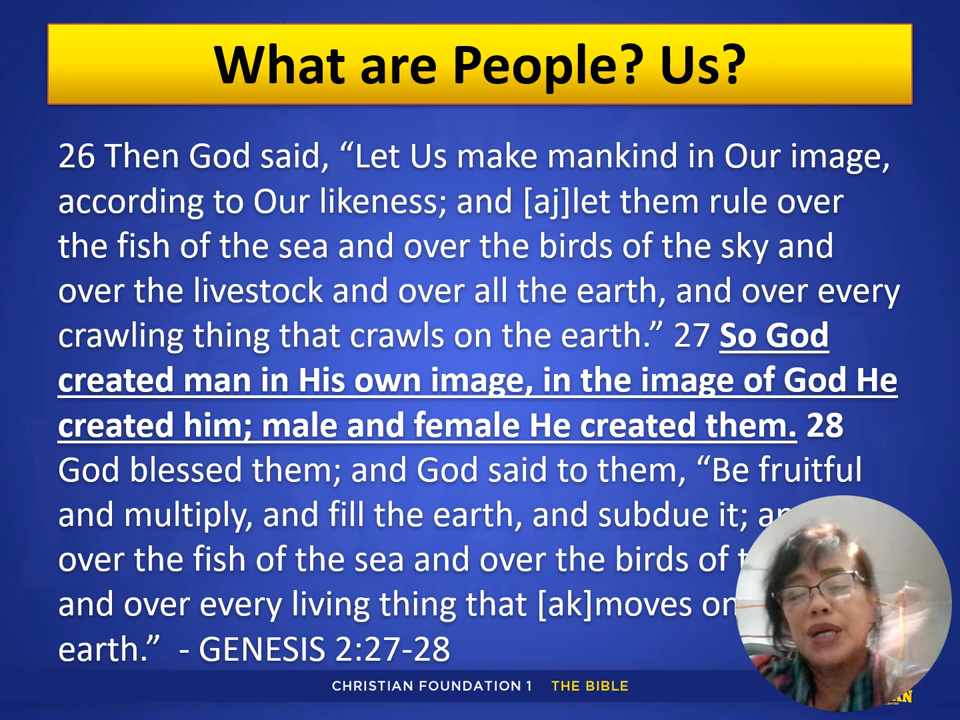 What are People? Us?
26 Then God said, “Let Us make mankind in Our image,
according to Our likeness; and [aj]let them rule over
the fish of the sea and over the birds of the sky and
over the livestock and over all the earth, and over every
crawling thing that crawls on the earth.” 27 So God
created man in His own image, in the image of God He
created him; male and female He created them. 28
God blessed them; and God said to them, “Be fruitful
and multiply, and fill the earth, and subdue it;
over the fish of the sea and over the birds of
and over every living thing that [ak]moves on
earth.” - GENESIS 2:27-28
CHRISTIAN FOUNDATION 1 THE BIBLE